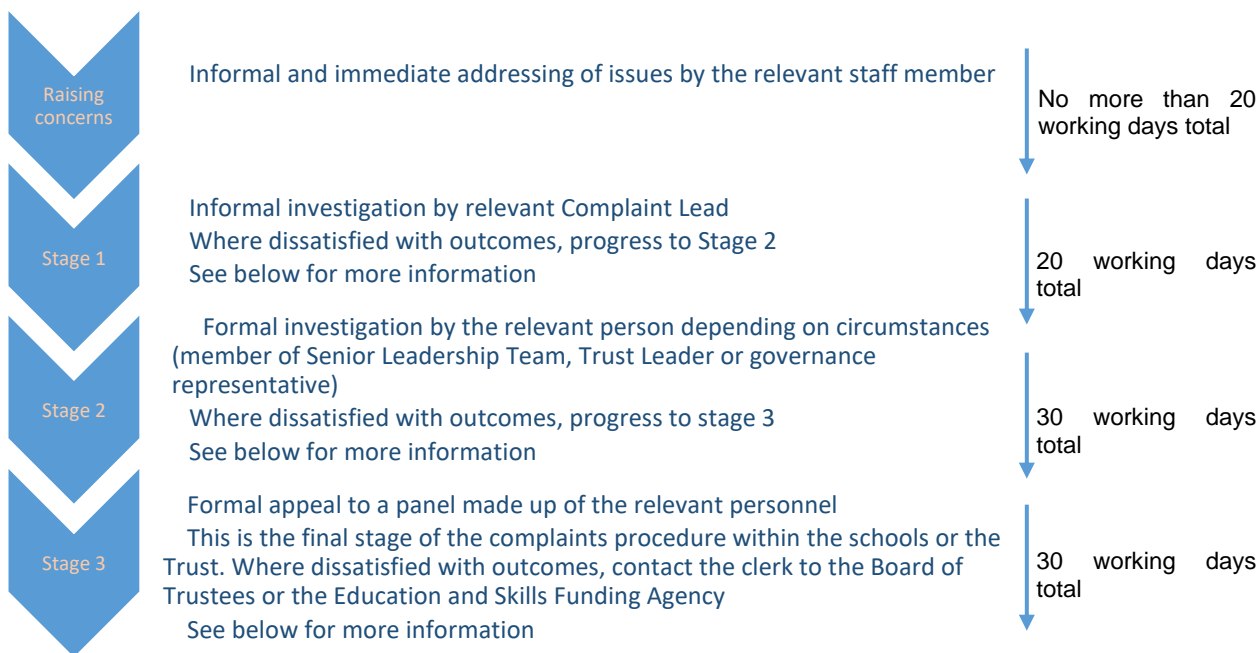 Raising
concerns
Informal and immediate addressing of issues by the relevant staff member
No more than 20
working days total
Stage 1
Informal investigation by relevant Complaint Lead
Where dissatisfied with outcomes, progress to Stage 2
See below for more information
20 working days
total
Stage 2
Formal investigation by the relevant person depending on circumstances
(member of Senior Leadership Team, Trust Leader or governance
representative)
Where dissatisfied with outcomes, progress to stage 3
See below for more information
30 working days
total
Stage 3
Formal appeal to a panel made up of the relevant personnel
This is the final stage of the complaints procedure within the schools or the
Trust. Where dissatisfied with outcomes, contact the clerk to the Board of
Trustees or the Education and Skills Funding Agency
See below for more information
30 working days
total